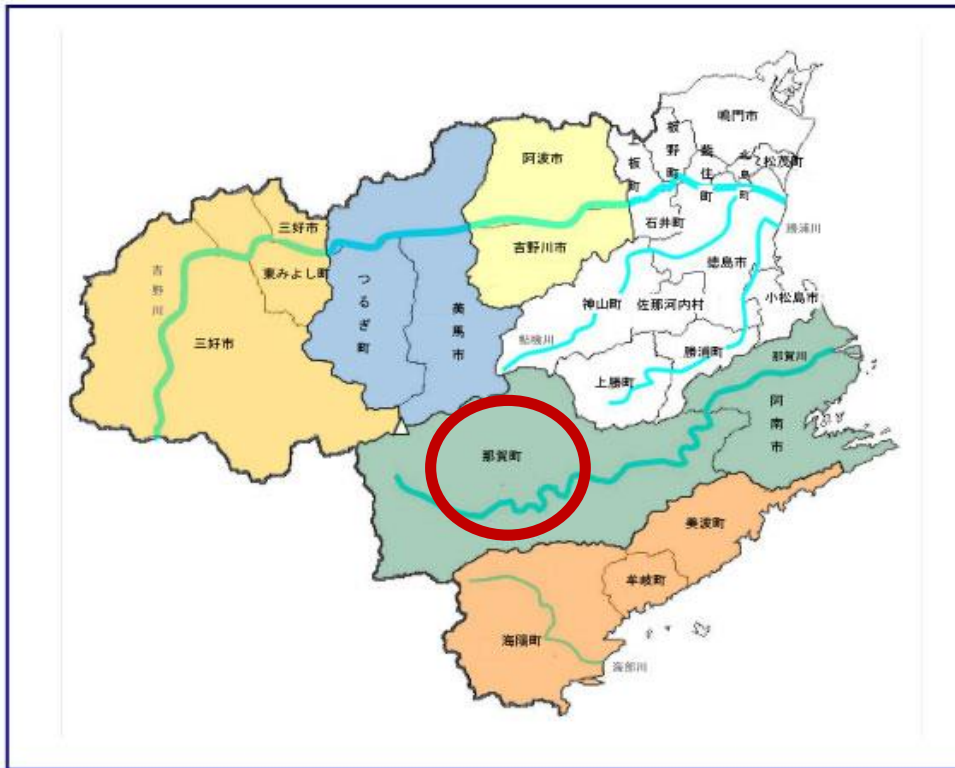 鳴門市
板野町
上板町
藍住町
北島町
松茂町
阿波市
石井町
勝浦川
三好市
吉野川市
徳島市
東みよし町
吉野川
つるぎ町
美馬市
神山町
佐那河内村
小松島市
三好市
鮎喰川
勝浦町
那賀川
上勝町
阿南市
那賀町
美波町
牟岐町
海陽町
海部川